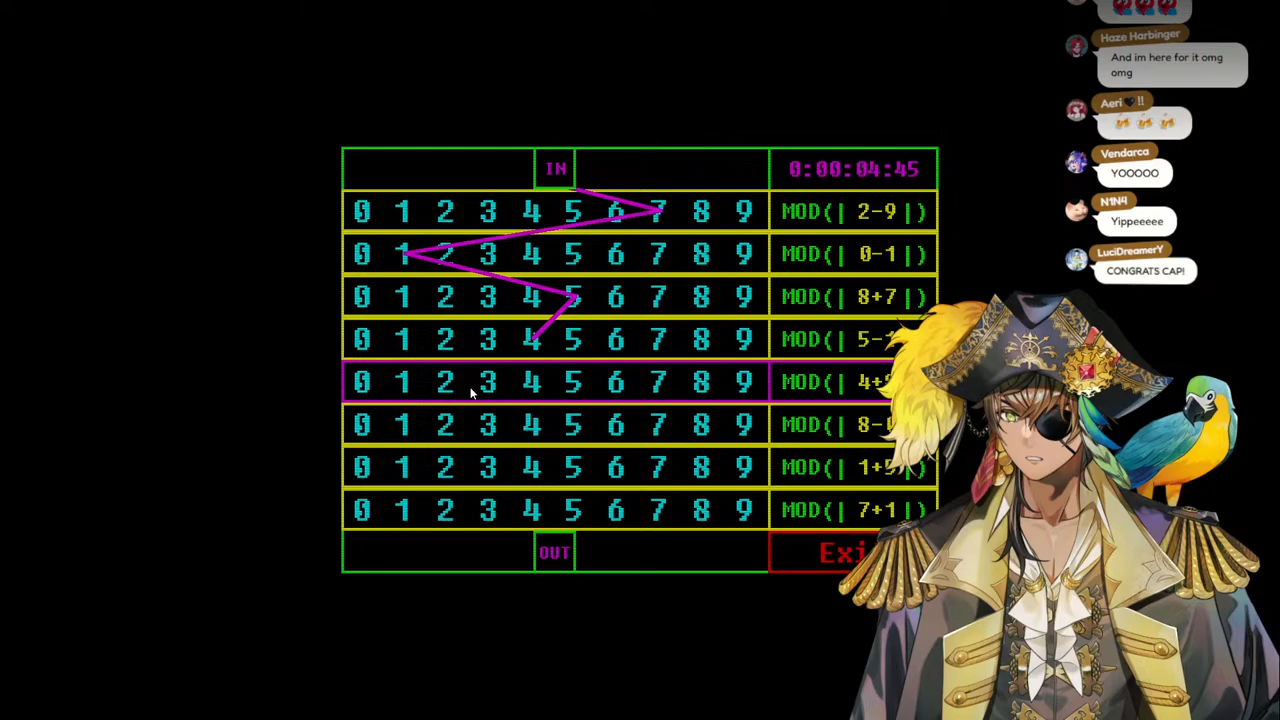 IN 0:00:04:45
0 1 2 3 4 5 6 7 8 9 MOD(| 2-9 |)
0 1 2 3 4 5 6 7 8 9 MOD(| 0-1 |)
0 1 2 3 4 5 6 7 8 9 MOD(| 8+7 |)
0 1 2 3 4 5 6 7 8 9 MOD(| 5-
0 1 2 3 4 5 6 7 8 9 MOD(| 4+
0 1 2 3 4 5 6 7 8 9 MOD(| 8-
0 1 2 3 4 5 6 7 8 9 MOD(| 1+5 |)
0 1 2 3 4 5 6 7 8 9 MOD(| 7+1 |)
OUT Exi
Haze Harbinger
And im here for it omg
omg
Aeri🖤!!
Vendarca
YOOOOO
N1N4
Yippeeeee
LuciDreamerY
CONGRATS CAP!